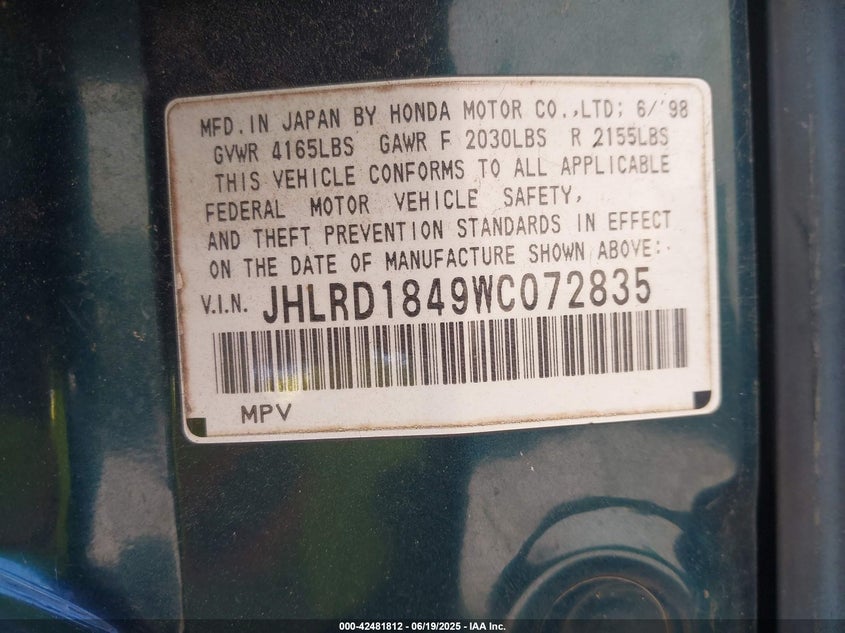 MFD. IN JAPAN BY HONDA MOTOR CO.,LTD; 6/'98
GVWR 4165LBS GAWR F 2030LBS R 2155LBS
THIS VEHICLE CONFORMS TO ALL APPLICABLE
FEDERAL MOTOR VEHICLE SAFETY,
AND THEFT PREVENTION STANDARDS IN EFFECT
ON THE DATE OF MANUFACTURE SHOWN ABOVE:
V.I.N. JHLRD1849WC072835
MPV
000-42481812 - 06/19/2025 - IAA Inc.